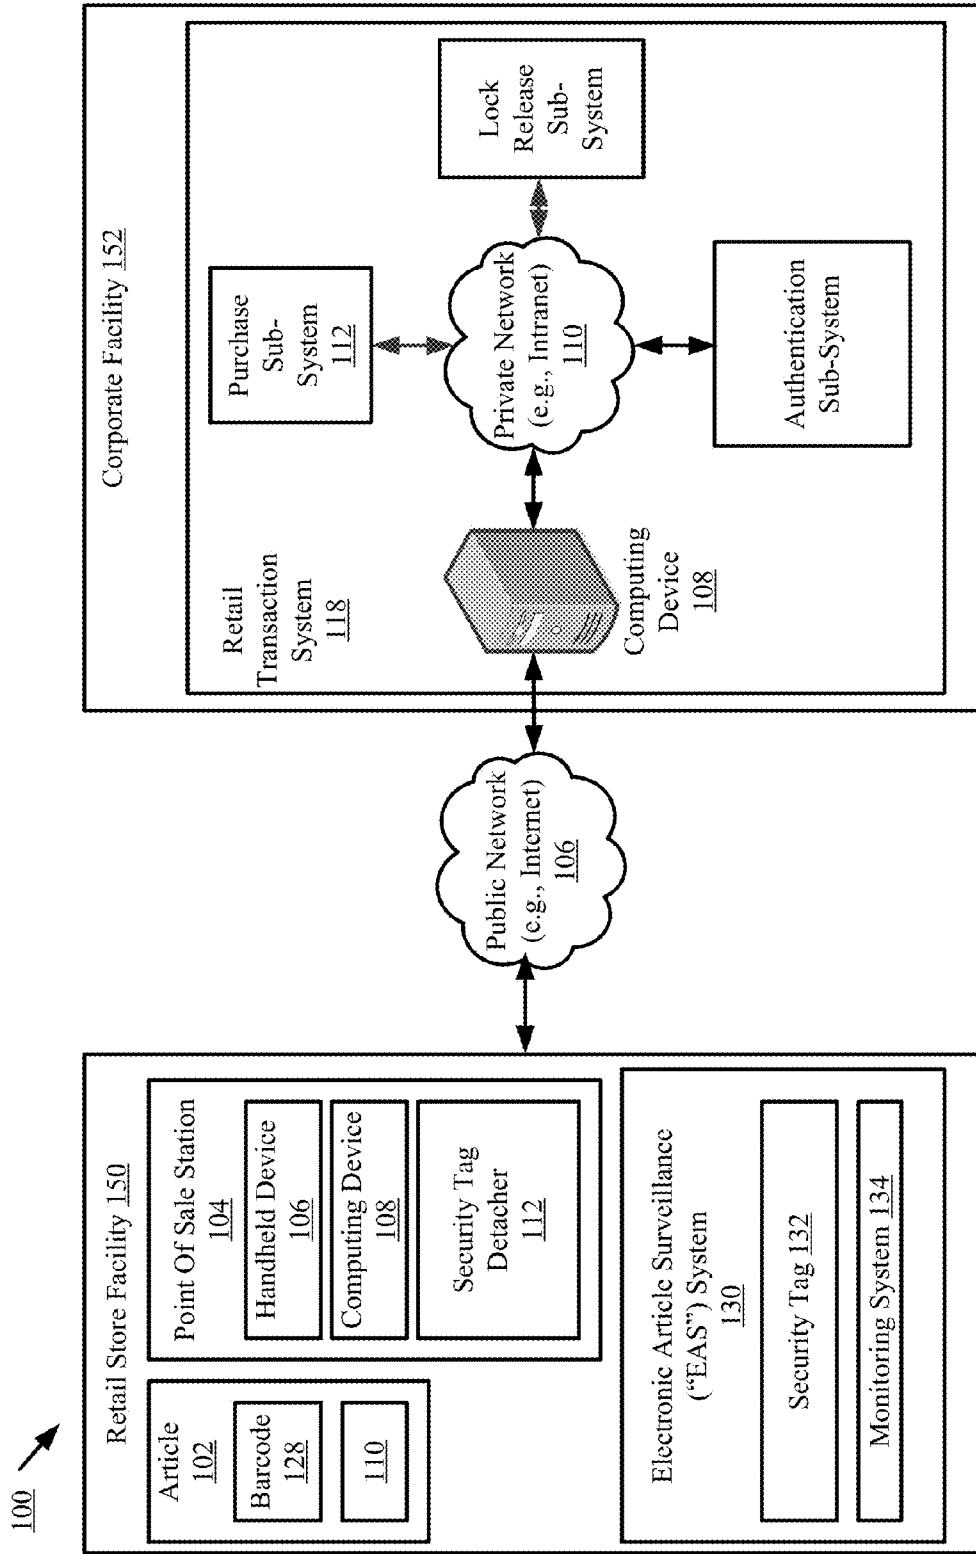 100
Retail Store Facility 150
Article
102
Barcode
128
110
Point Of Sale Station
104
Handheld Device
106
Computing Device
108
Security Tag
Detacher
112
Electronic Article Surveillance
("EAS") System
130
Security Tag 132
Monitoring System 134
Public Network
(e.g., Internet)
106
Corporate Facility 152
Retail
Transaction
System
118
Computing
Device
108
Private Network
(e.g., Intranet)
110
Purchase
Sub-
System
112
Lock
Release
Sub-
System
Authentication
Sub-System